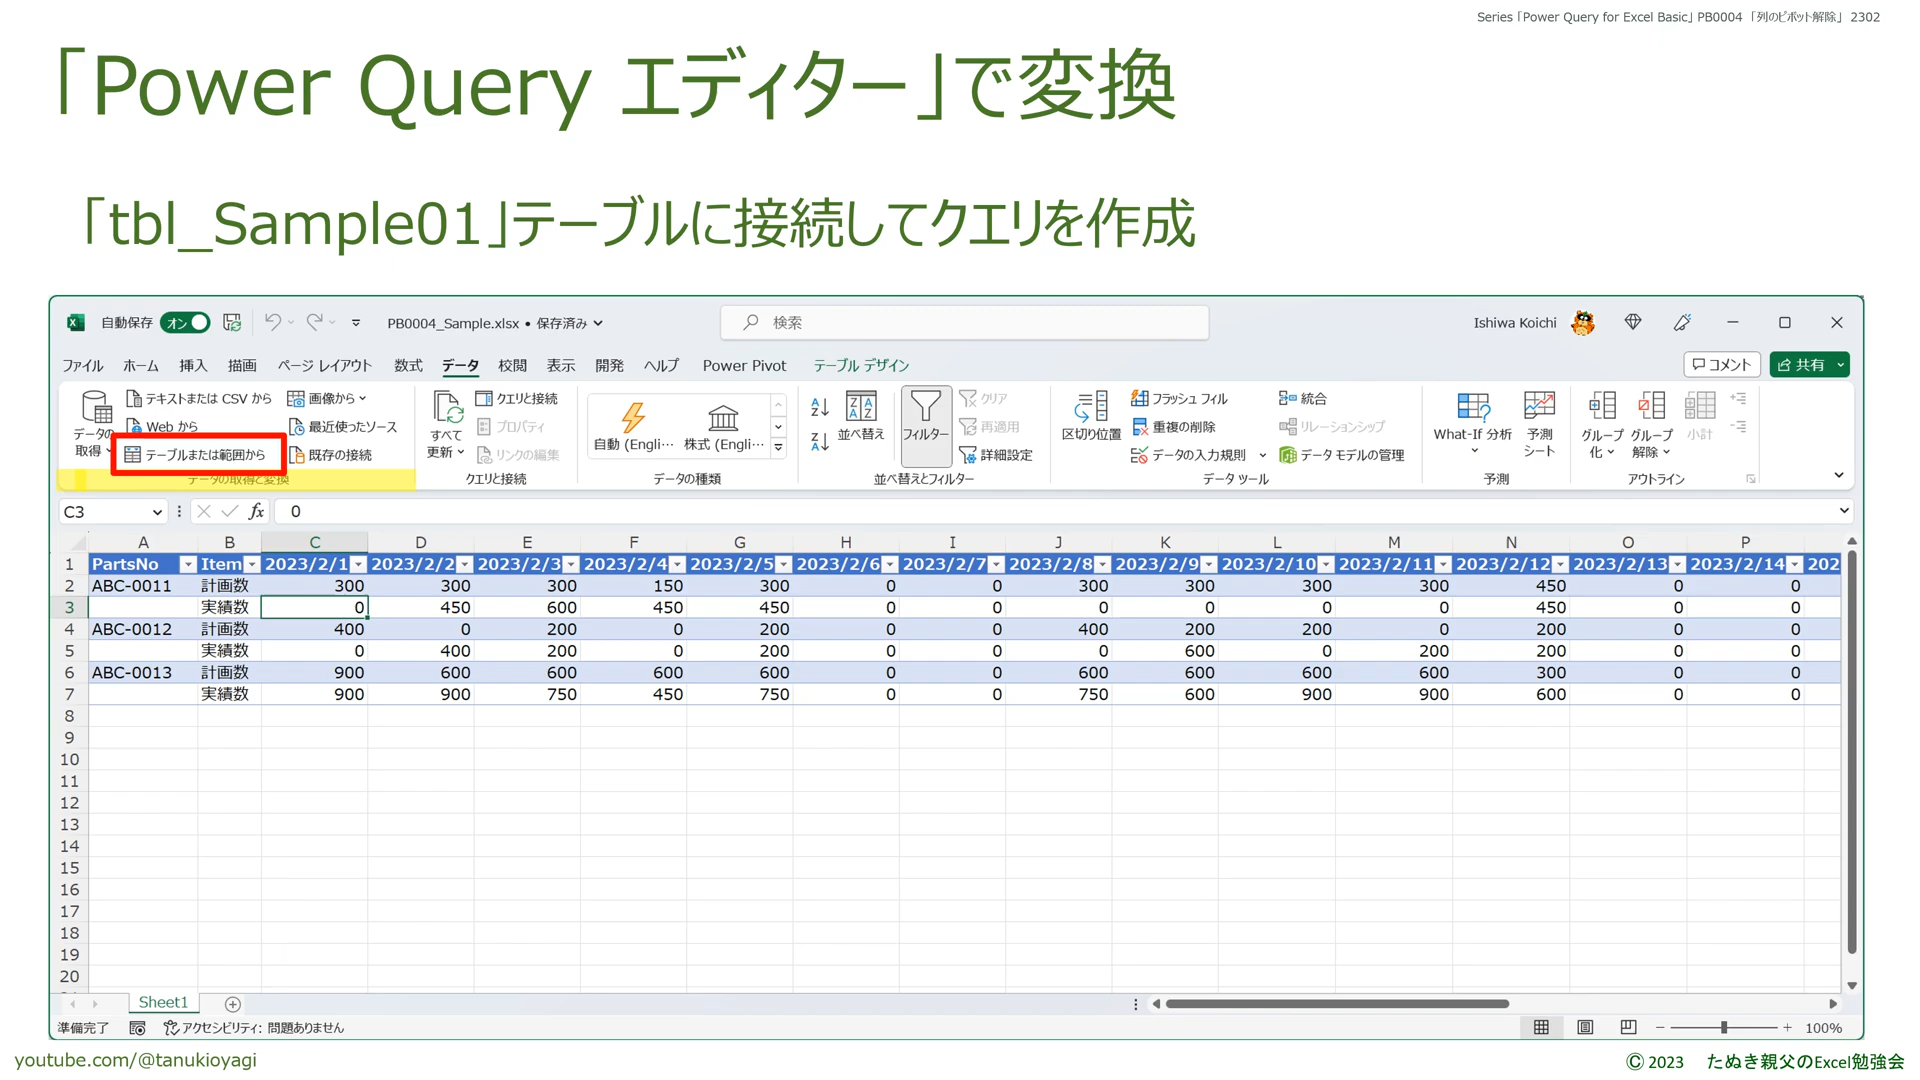 Series「Power Query for Excel Basic」PB0004「列のピボット解除」 2302
「Power Query エディター」で変換
「tbl_Sample01」テーブルに接続してクエリを作成
自動保存 オン PB0004_Sample.xlsx • 保存済み 検索 Ishiwa Koichi
ファイル ホーム 挿入 描画 ページ レイアウト 数式 データ 校閲 表示 開発 ヘルプ Power Pivot テーブル デザイン コメント 共有
データの取得
テキストまたは CSV から
Web から
テーブルまたは範囲から
画像から
最近使ったソース
既存の接続
データの取得と変換
すべて更新
クエリと接続
プロパティ
リンクの編集
クエリと接続
自動 (Engli… 株式 (Engli…
データの種類
並べ替え
フィルター
クリア
再適用
詳細設定
並べ替えとフィルター
区切り位置
フラッシュ フィル
重複の削除
データの入力規則
統合
リレーションシップ
データ モデルの管理
データ ツール
What-If 分析
予測シート
予測
グループ化
グループ解除
小計
アウトライン
C3 fx 0
A B C D E F G H I J K L M N O P
1 PartsNo Item 2023/2/1 2023/2/2 2023/2/3 2023/2/4 2023/2/5 2023/2/6 2023/2/7 2023/2/8 2023/2/9 2023/2/10 2023/2/11 2023/2/12 2023/2/13 2023/2/14 202
2 ABC-0011 計画数 300 300 300 150 300 0 0 300 300 300 300 450 0 0
3 実績数 0 450 600 450 450 0 0 0 0 0 0 450 0 0
4 ABC-0012 計画数 400 0 200 0 200 0 0 400 200 200 0 200 0 0
5 実績数 0 400 200 0 200 0 0 0 600 0 200 200 0 0
6 ABC-0013 計画数 900 600 600 600 600 0 0 600 600 600 600 300 0 0
7 実績数 900 900 750 450 750 0 0 750 600 900 900 600 0 0
8
9
10
11
12
13
14
15
16
17
18
19
20
Sheet1
準備完了 アクセシビリティ: 問題ありません 100%
youtube.com/@tanukioyagi
© 2023 たぬき親父のExcel勉強会